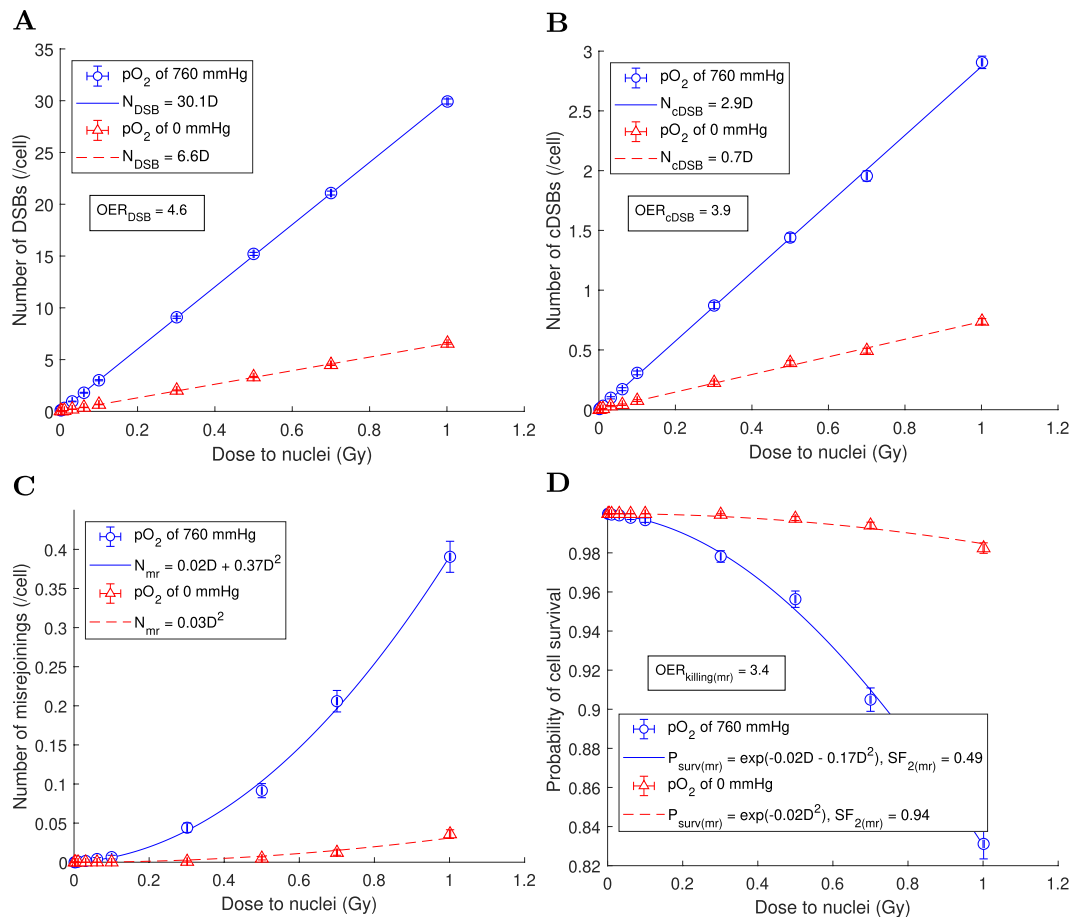 A
Number of DSBs (/cell)
35
30
25
20
15
10
5
0
pO2 of 760 mmHg
NDSB = 30.1D
pO2 of 0 mmHg
NDSB = 6.6D
OERDSB = 4.6
0 0.2 0.4 0.6 0.8 1 1.2
Dose to nuclei (Gy)
B
Number of cDSBs (/cell)
3
2.5
2
1.5
1
0.5
0
pO2 of 760 mmHg
NcDSB = 2.9D
pO2 of 0 mmHg
NcDSB = 0.7D
OERcDSB = 3.9
0 0.2 0.4 0.6 0.8 1 1.2
Dose to nuclei (Gy)
C
Number of misrejoinings (/cell)
0.4
0.35
0.3
0.25
0.2
0.15
0.1
0.05
0
pO2 of 760 mmHg
Nmr = 0.02D + 0.37D2
pO2 of 0 mmHg
Nmr = 0.03D2
0 0.2 0.4 0.6 0.8 1 1.2
Dose to nuclei (Gy)
D
Probability of cell survival
0.98
0.96
0.94
0.92
0.9
0.88
0.86
0.84
0.82
OERkilling(mr) = 3.4
pO2 of 760 mmHg
Psurv(mr) = exp(-0.02D - 0.17D2), SF2(mr) = 0.49
pO2 of 0 mmHg
Psurv(mr) = exp(-0.02D2), SF2(mr) = 0.94
0 0.2 0.4 0.6 0.8 1 1.2
Dose to nuclei (Gy)